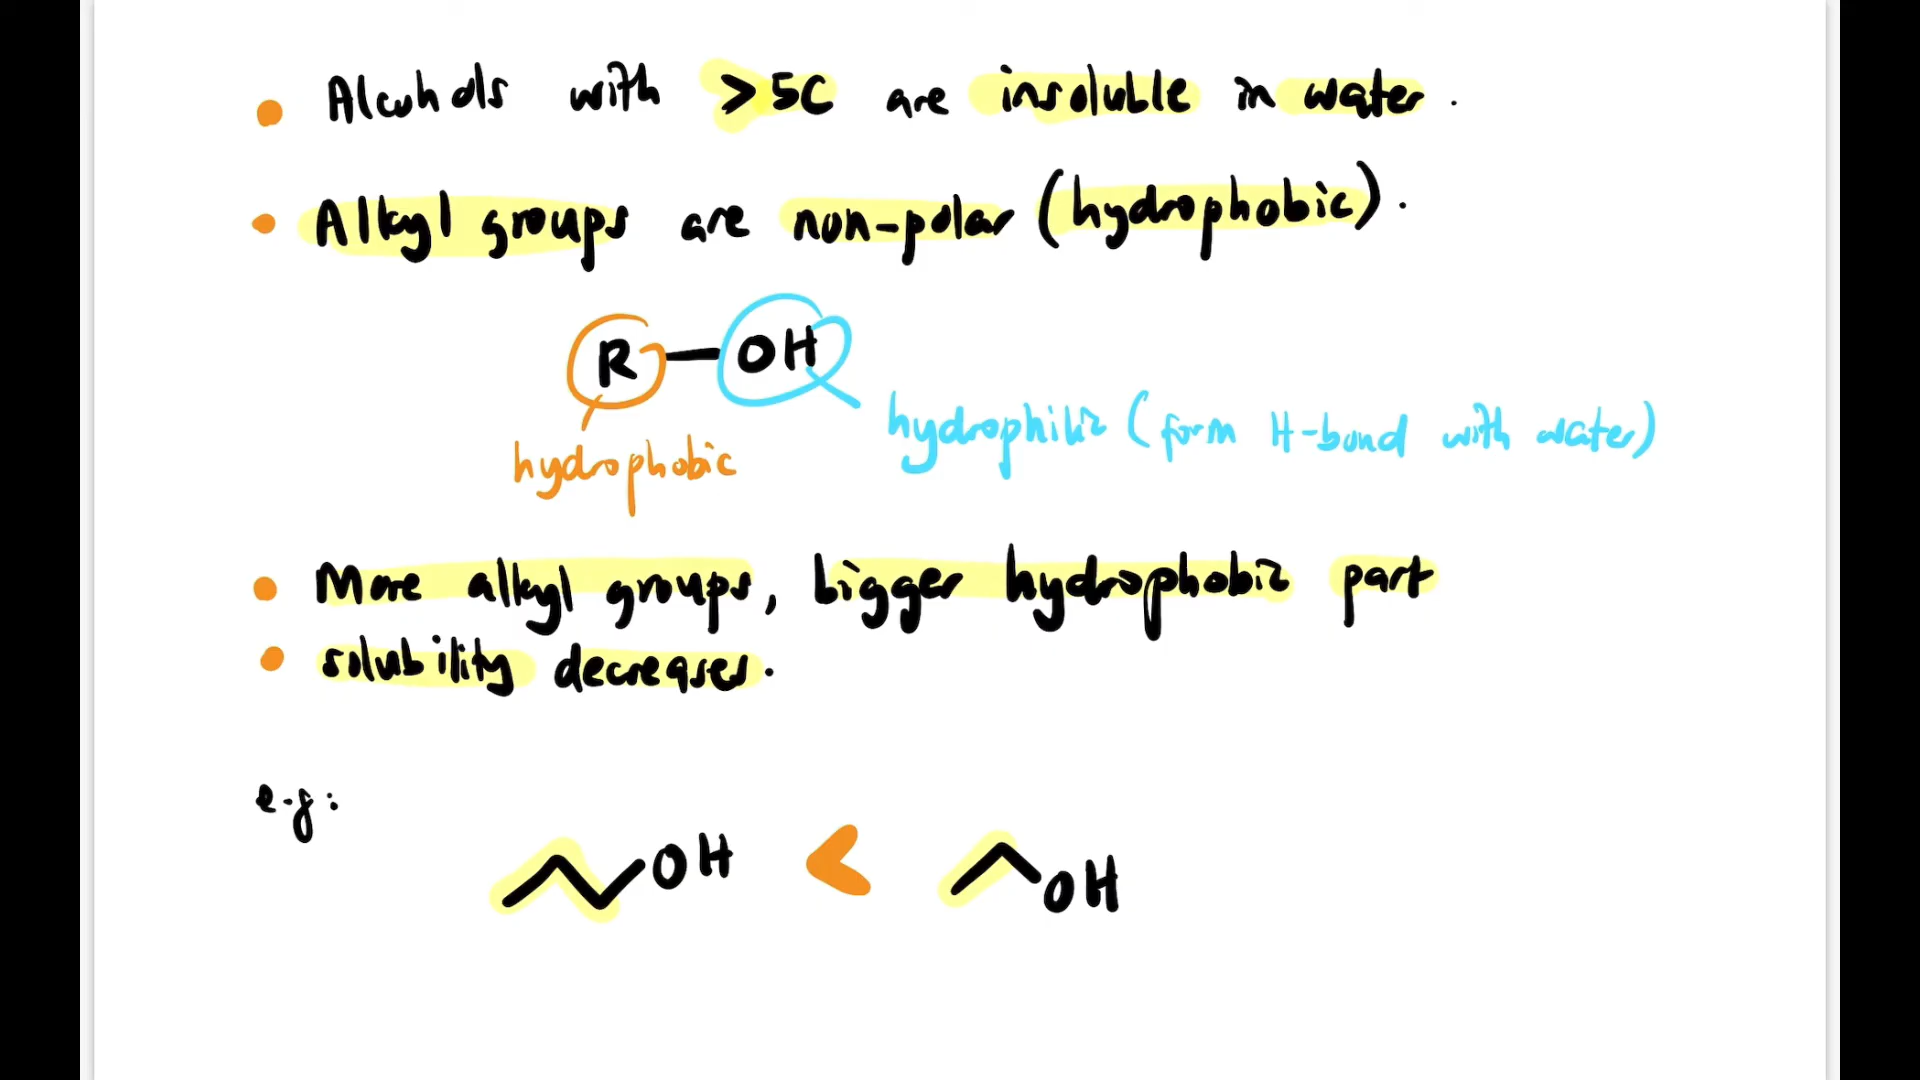 Alcohols with >5C are insoluble in water.
Alkyl groups are non-polar (hydrophobic).
R—OH
hydrophilic (form H-bond with water)
hydrophobic
More alkyl groups, bigger hydrophobic part
solubility decreases.
e.g:
OH < OH